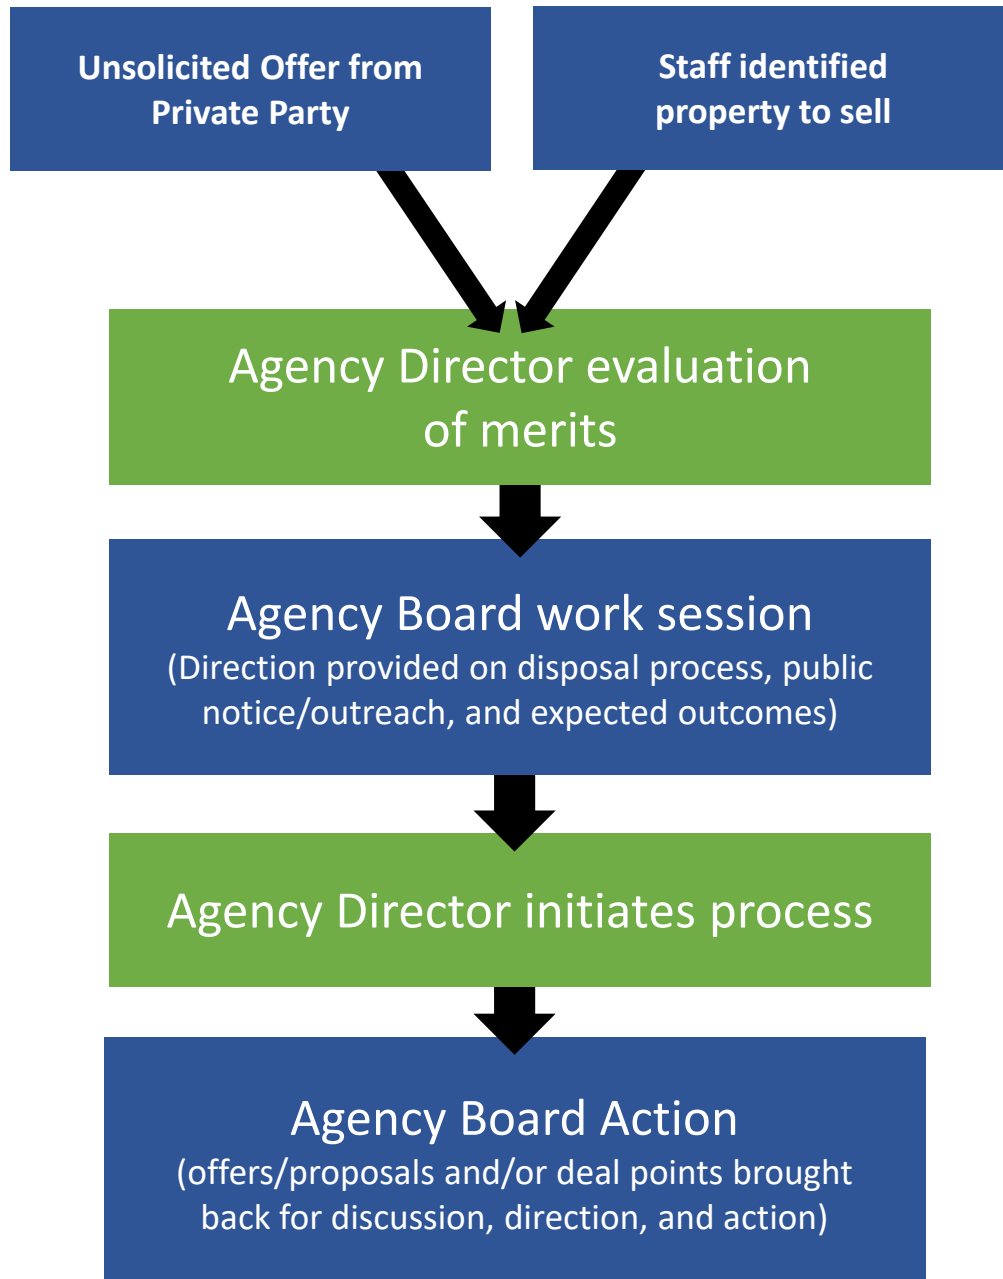 Unsolicited Offer from
Private Party
Staff identified
property to sell
Agency Director evaluation
of merits
Agency Board work session
(Direction provided on disposal process, public
notice/outreach, and expected outcomes)
Agency Director initiates process
Agency Board Action
(offers/proposals and/or deal points brought
back for discussion, direction, and action)